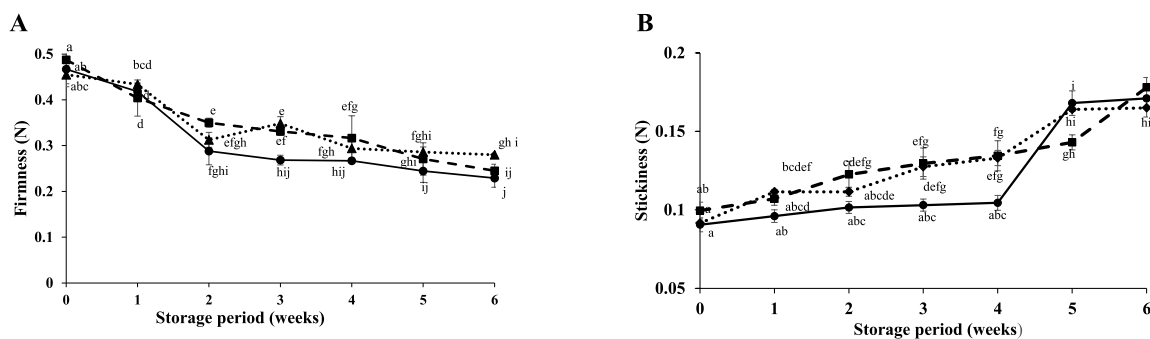 A
Firmness (N)
0.5
0.4
0.3
0.2
0.1
0
a
ab
abc
bcd
d
d
e
efgh
fghi
e
ef
hij
efg
fgh
hij
fghi
ghi
ij
gh i
ij
j
0 1 2 3 4 5 6
Storage period (weeks)
B
Stickiness (N)
0.2
0.15
0.1
0.05
ab
a
a
bcdef
abcd
ab
cdefg
abcde
abc
efg
defg
abc
fg
efg
abc
i
hi
gh
hi
0 1 2 3 4 5 6
Storage period (weeks)